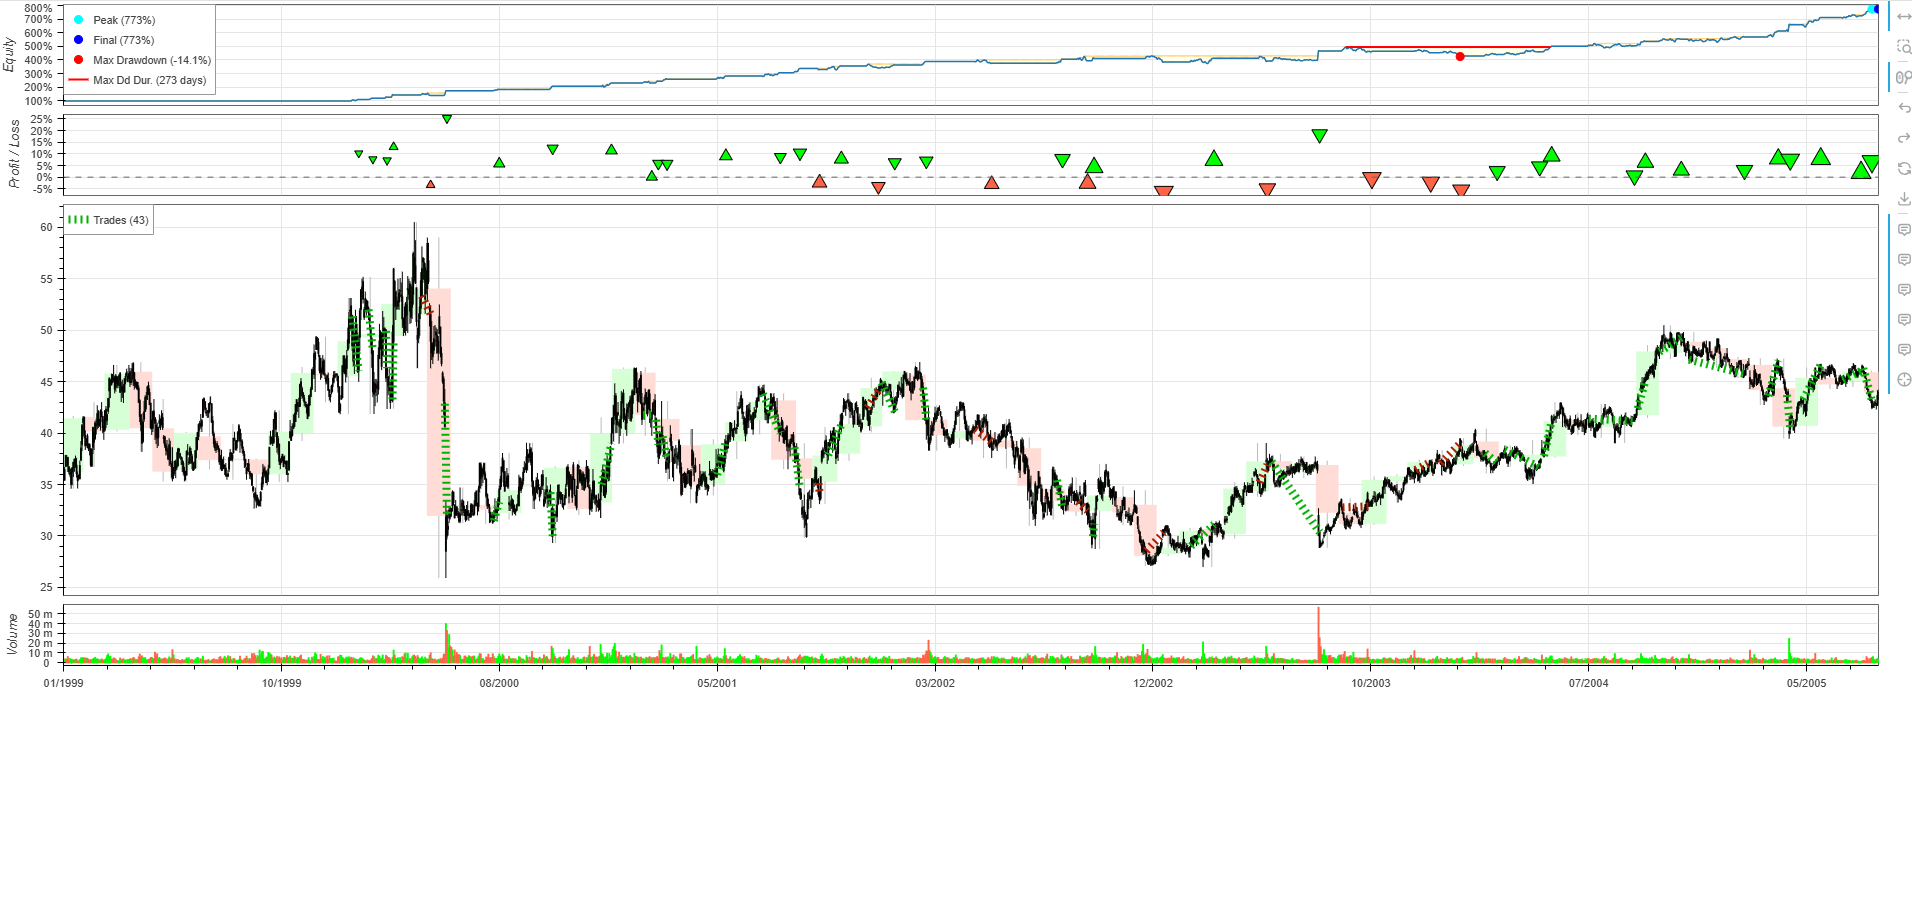 800%
700%
600%
500%
400%
300%
200%
100%
Equity
Peak (773%)
Final (773%)
Max Drawdown (-14.1%)
Max Dd Dur. (273 days)
25%
20%
15%
10%
5%
0%
-5%
Profit / Loss
Trades (43)
60
55
50
45
40
35
30
25
50 m
40 m
30 m
20 m
10 m
0
Volume
01/1999
10/1999
08/2000
05/2001
03/2002
12/2002
10/2003
07/2004
05/2005